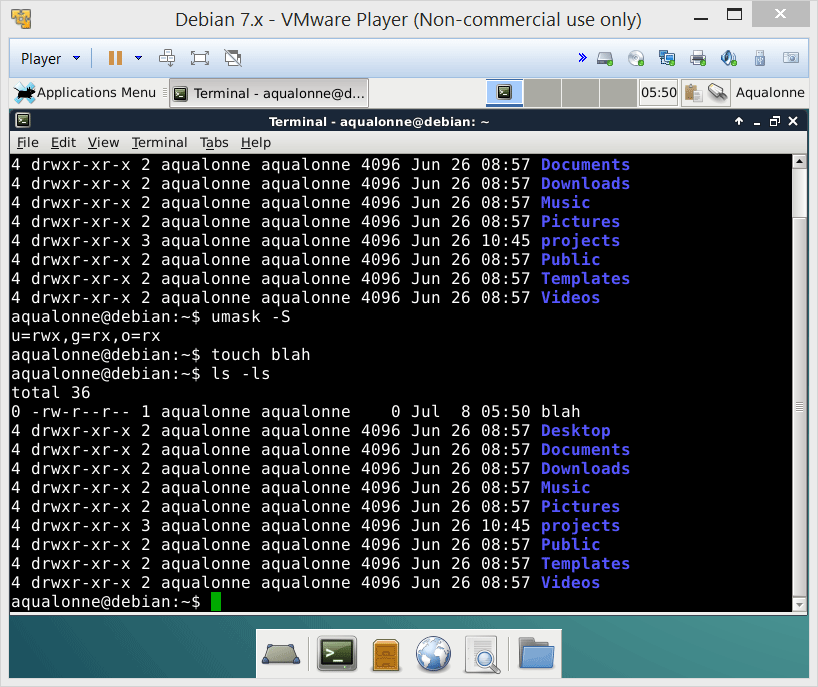 Debian 7.x - VMware Player (Non-commercial use only)
Player
Applications Menu
Terminal - aqualonne@d...
05:50
Aqualonne
Terminal - aqualonne@debian: ~
File Edit View Terminal Tabs Help
4 drwxr-xr-x 2 aqualonne aqualonne 4096 Jun 26 08:57 Documents
4 drwxr-xr-x 2 aqualonne aqualonne 4096 Jun 26 08:57 Downloads
4 drwxr-xr-x 2 aqualonne aqualonne 4096 Jun 26 08:57 Music
4 drwxr-xr-x 2 aqualonne aqualonne 4096 Jun 26 08:57 Pictures
4 drwxr-xr-x 3 aqualonne aqualonne 4096 Jun 26 10:45 projects
4 drwxr-xr-x 2 aqualonne aqualonne 4096 Jun 26 08:57 Public
4 drwxr-xr-x 2 aqualonne aqualonne 4096 Jun 26 08:57 Templates
4 drwxr-xr-x 2 aqualonne aqualonne 4096 Jun 26 08:57 Videos
aqualonne@debian:~$ umask -S
u=rwx,g=rx,o=rx
aqualonne@debian:~$ touch blah
aqualonne@debian:~$ ls -ls
total 36
0 -rw-r--r-- 1 aqualonne aqualonne    0 Jul  8 05:50 blah
4 drwxr-xr-x 2 aqualonne aqualonne 4096 Jun 26 08:57 Desktop
4 drwxr-xr-x 2 aqualonne aqualonne 4096 Jun 26 08:57 Documents
4 drwxr-xr-x 2 aqualonne aqualonne 4096 Jun 26 08:57 Downloads
4 drwxr-xr-x 2 aqualonne aqualonne 4096 Jun 26 08:57 Music
4 drwxr-xr-x 2 aqualonne aqualonne 4096 Jun 26 08:57 Pictures
4 drwxr-xr-x 3 aqualonne aqualonne 4096 Jun 26 10:45 projects
4 drwxr-xr-x 2 aqualonne aqualonne 4096 Jun 26 08:57 Public
4 drwxr-xr-x 2 aqualonne aqualonne 4096 Jun 26 08:57 Templates
4 drwxr-xr-x 2 aqualonne aqualonne 4096 Jun 26 08:57 Videos
aqualonne@debian:~$